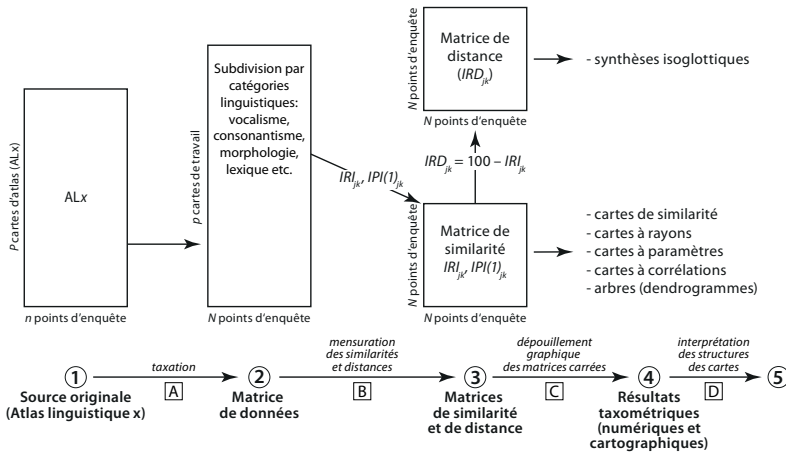 P cartes d'atlas (ALx)
ALx
n points d'enquête
p cartes de travail
Subdivision par
catégories
linguistiques:
vocalisme,
consonantisme,
morphologie,
lexique etc.
N points d'enquête
IRIjk, IPI(1)jk
N points d'enquête
Matrice de
distance
(IRDjk)
N points d'enquête
- synthèses isoglottiques
IRDjk = 100 – IRIjk
N points d'enquête
Matrice de
similarité
IRIjk, IPI(1)jk
N points d'enquête
- cartes de similarité
- cartes à rayons
- cartes à paramètres
- cartes à corrélations
- arbres (dendrogrammes)
1
Source originale
(Atlas linguistique x)
taxation
A
2
Matrice
de données
mensuration
des similarités
et distances
B
3
Matrices
de similarité
et de distance
dépouillement
graphique
des matrices carrées
C
4
Résultats
taxométriques
(numériques et
cartographiques)
interprétation
des structures
des cartes
D
5